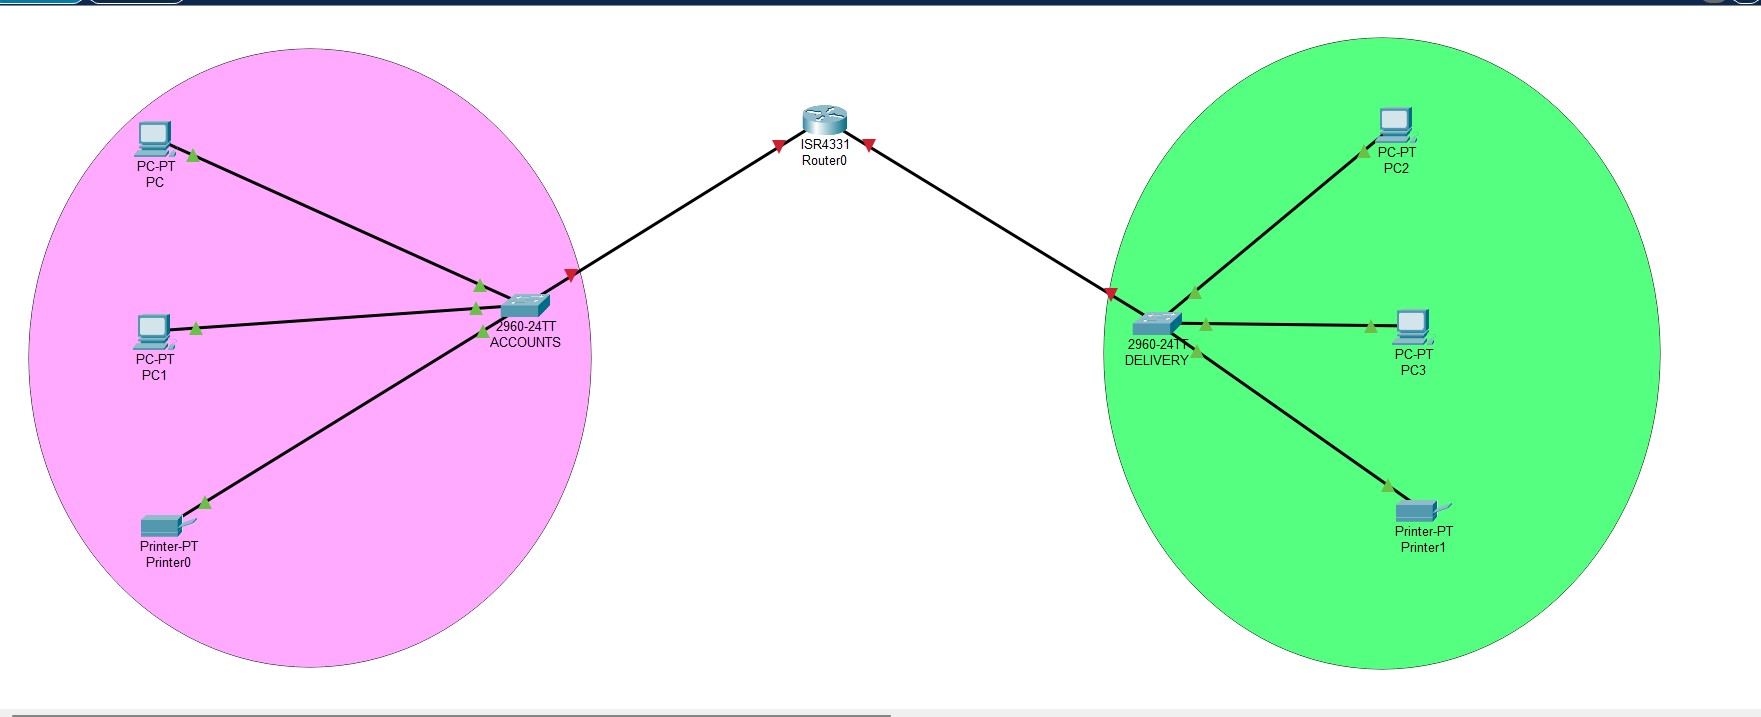 PC-PT
PC
PC-PT
PC1
Printer-PT
Printer0
2960-24TT
ACCOUNTS
ISR4331
Router0
2960-24TT
DELIVERY
PC-PT
PC2
PC-PT
PC3
Printer-PT
Printer1